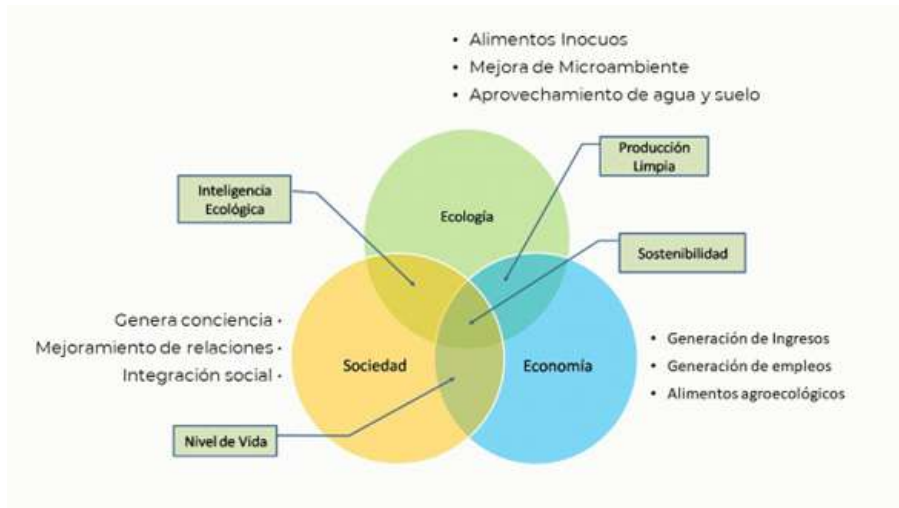 • Alimentos Inocuos
• Mejora de Microambiente
• Aprovechamiento de agua y suelo
Producción
Limpia
Inteligencia
Ecológica
Ecología
Sostenibilidad
Genera conciencia •
Mejoramiento de relaciones •
Integración social •
Sociedad
Economía
• Generación de Ingresos
• Generación de empleos
• Alimentos agroecológicos
Nivel de Vida